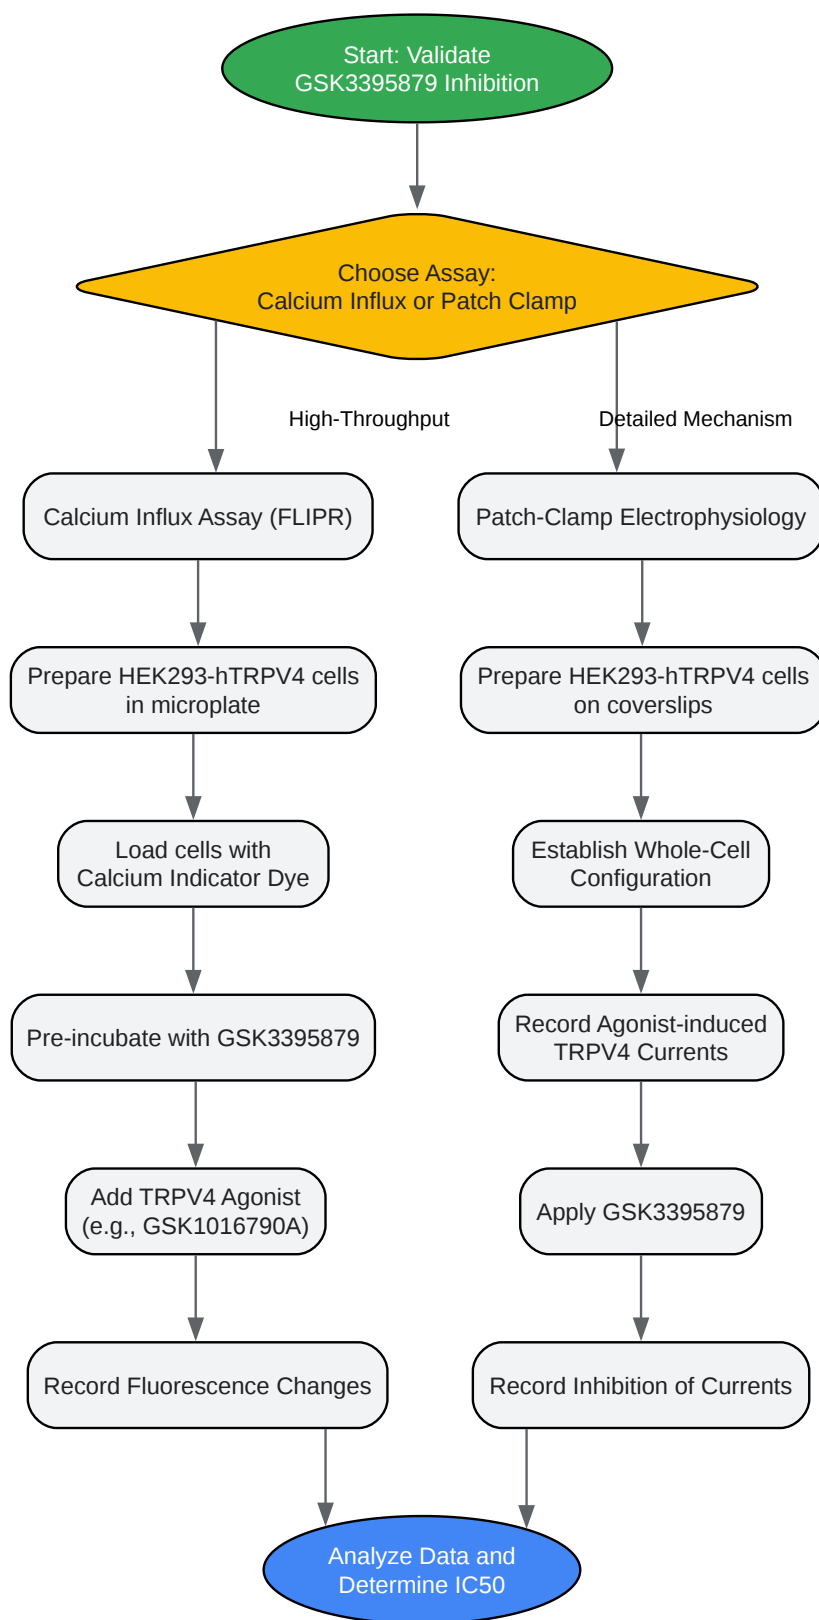 Start: Validate
GSK3395879 Inhibition
Choose Assay:
Calcium Influx or Patch Clamp
High-Throughput
Detailed Mechanism
Calcium Influx Assay (FLIPR)
Patch-Clamp Electrophysiology
Prepare HEK293-hTRPV4 cells
in microplate
Prepare HEK293-hTRPV4 cells
on coverslips
Load cells with
Calcium Indicator Dye
Establish Whole-Cell
Configuration
Pre-incubate with GSK3395879
Record Agonist-induced
TRPV4 Currents
Add TRPV4 Agonist
(e.g., GSK1016790A)
Apply GSK3395879
Record Fluorescence Changes
Record Inhibition of Currents
Analyze Data and
Determine IC50